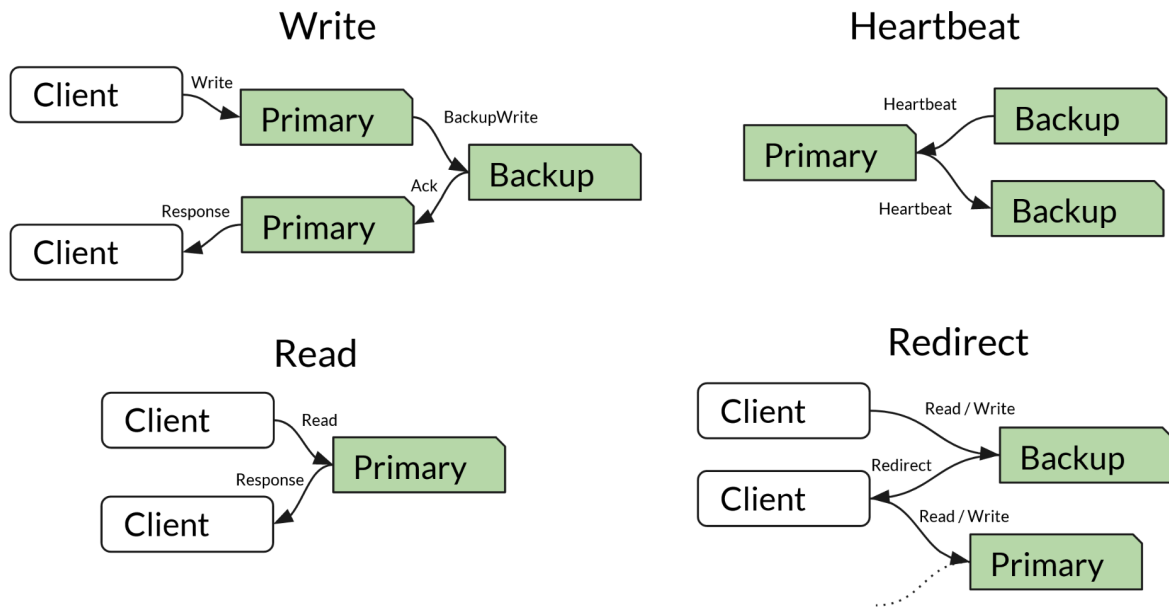 Write
Client
Write
Primary
BackupWrite
Backup
Ack
Primary
Response
Client
Heartbeat
Heartbeat
Backup
Primary
Heartbeat
Backup
Read
Client
Read
Primary
Response
Client
Redirect
Client
Read / Write
Backup
Redirect
Client
Read / Write
Primary